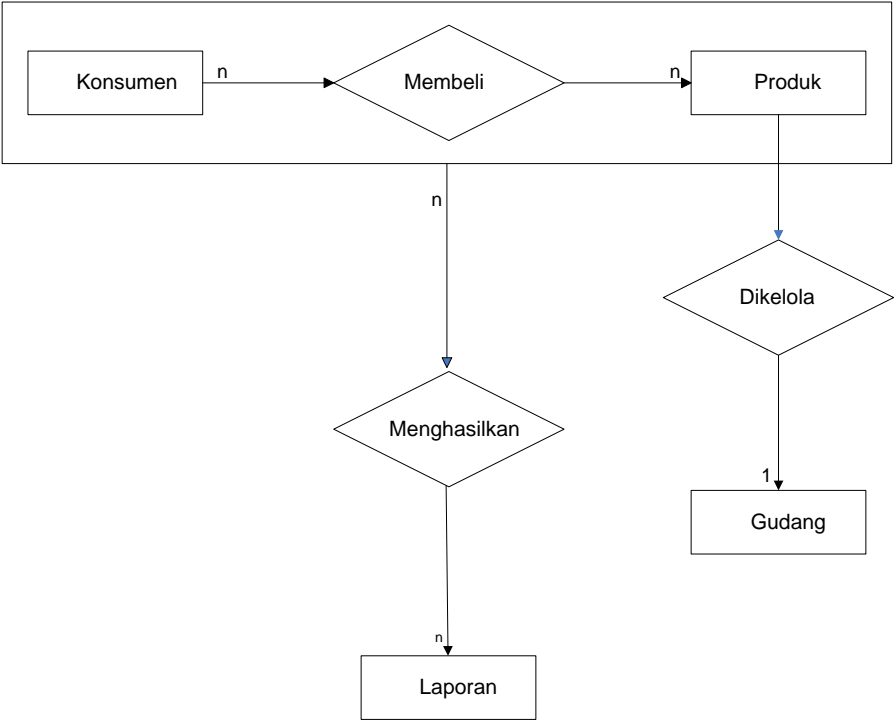 Konsumen
n
Membeli
n
Produk
n
Dikelola
Menghasilkan
1
Gudang
n
Laporan